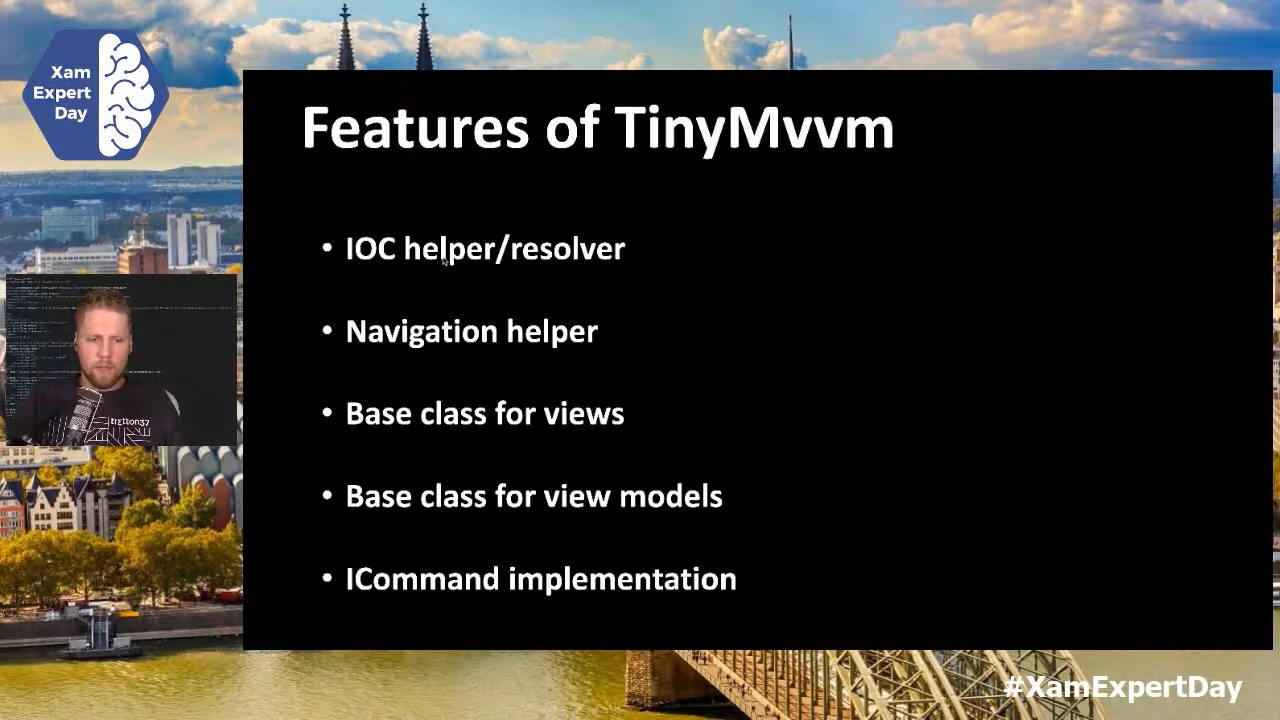 Xam
Expert
Day
Features of TinyMvvm
• IOC helper/resolver
• Navigation helper
• Base class for views
• Base class for view models
• ICommand implementation
tretton37
#XamExpertDay